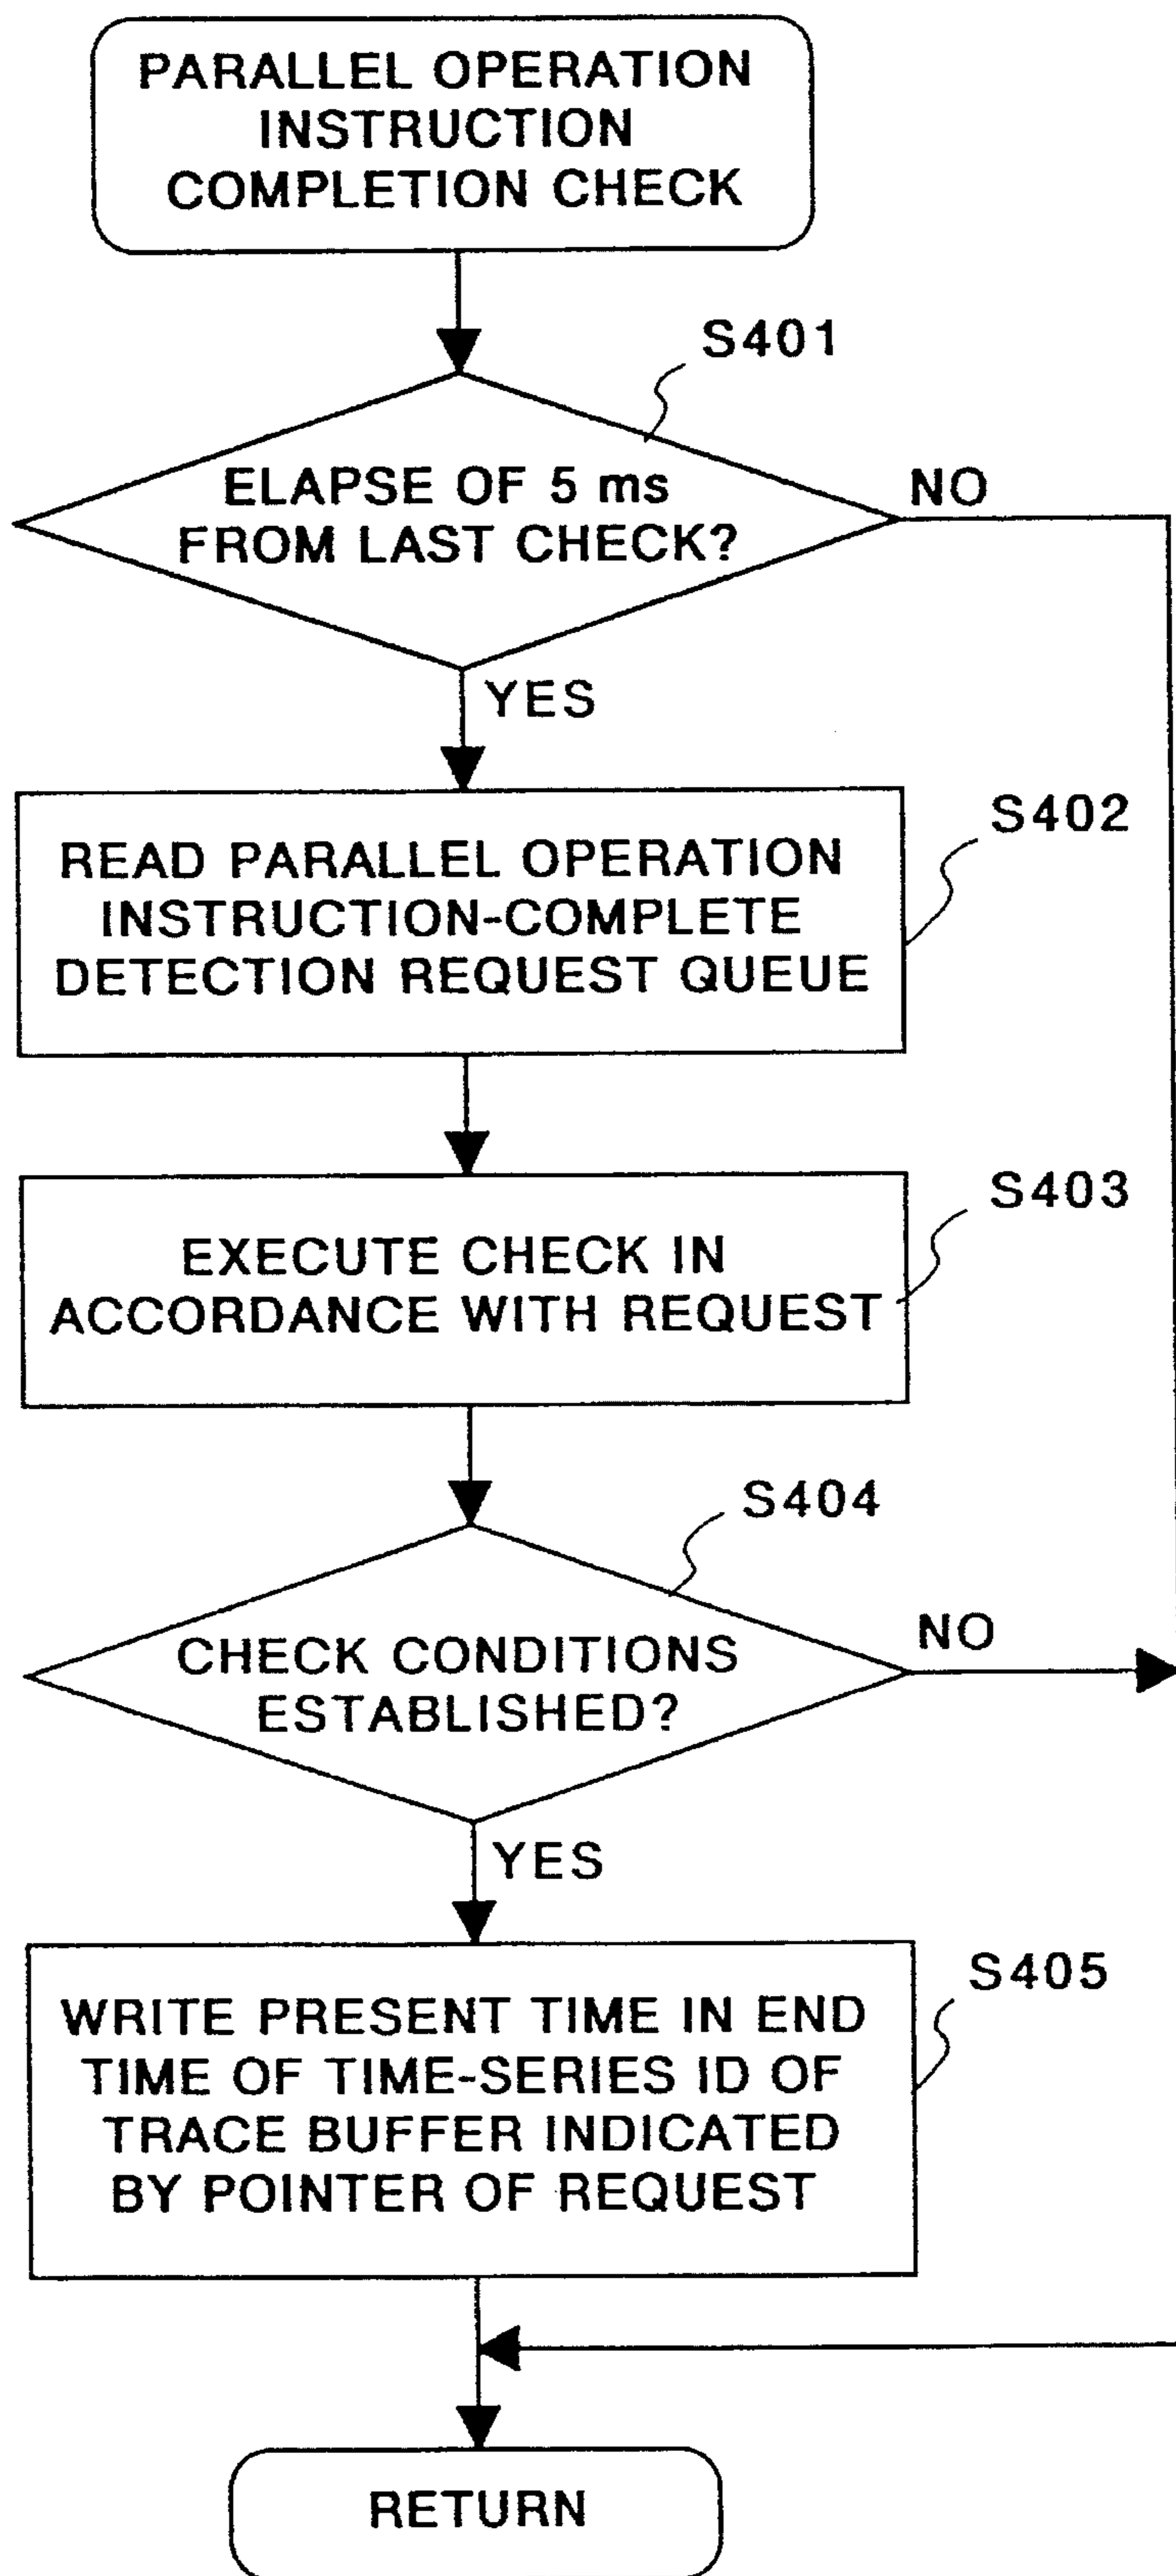 PARALLEL OPERATION
INSTRUCTION
COMPLETION CHECK
S401
ELAPSE OF 5 ms
FROM LAST CHECK?
NO
YES
S402
READ PARALLEL OPERATION
INSTRUCTION-COMPLETE
DETECTION REQUEST QUEUE
S403
EXECUTE CHECK IN
ACCORDANCE WITH REQUEST
S404
CHECK CONDITIONS
ESTABLISHED?
NO
YES
S405
WRITE PRESENT TIME IN END
TIME OF TIME-SERIES ID OF
TRACE BUFFER INDICATED
BY POINTER OF REQUEST
RETURN